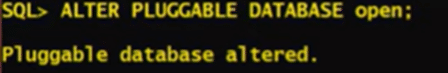 SQL> ALTER PLUGGABLE DATABASE open;
Pluggable database altered.